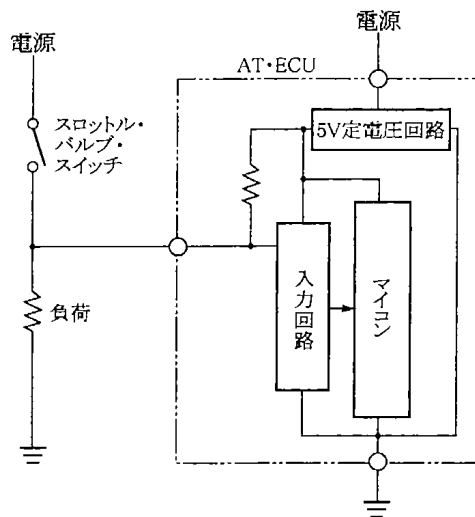 電源
電源
AT・ECU
スロットル・
バルブ・
スイッチ
5V定電圧回路
入力回路
マイコン
負荷